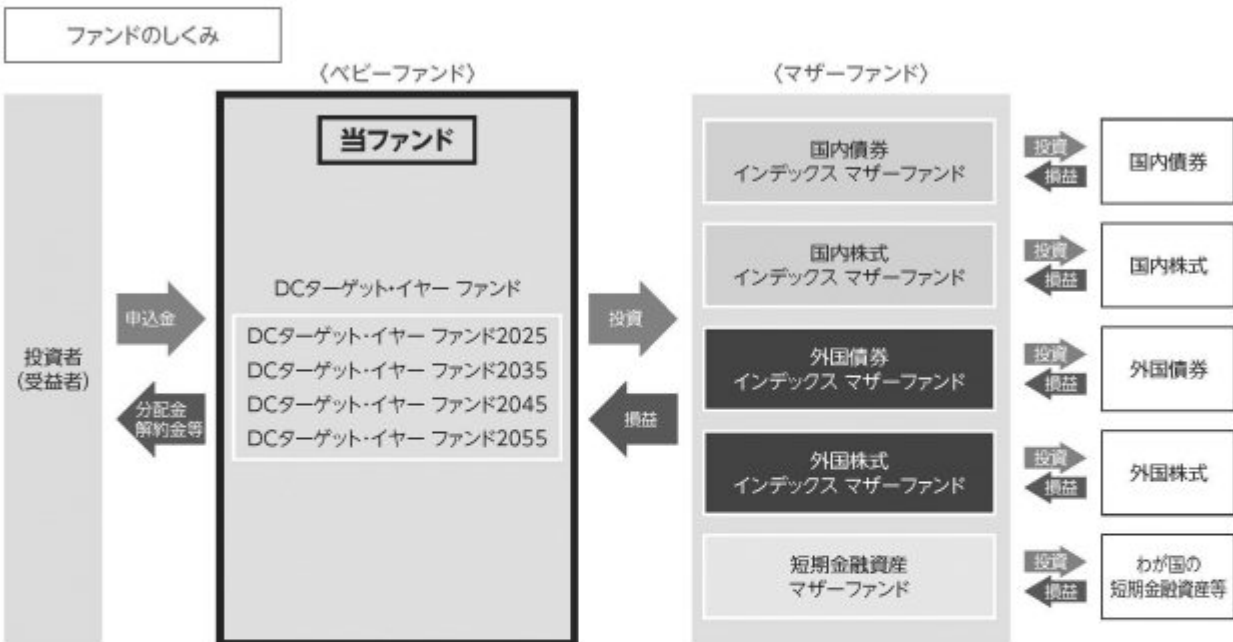 ファンドのしくみ
〈ベビーファンド〉
〈マザーファンド〉
投資者
(受益者)
申込金
分配金
解約金等
当ファンド
DCターゲット・イヤー ファンド
DCターゲット・イヤー ファンド2025
DCターゲット・イヤー ファンド2035
DCターゲット・イヤー ファンド2045
DCターゲット・イヤー ファンド2055
投資
損益
国内債券
インデックス マザーファンド
投資
損益
国内債券
国内株式
インデックス マザーファンド
投資
損益
国内株式
外国債券
インデックス マザーファンド
投資
損益
外国債券
外国株式
インデックス マザーファンド
投資
損益
外国株式
短期金融資産
マザーファンド
投資
損益
わが国の
短期金融資産等